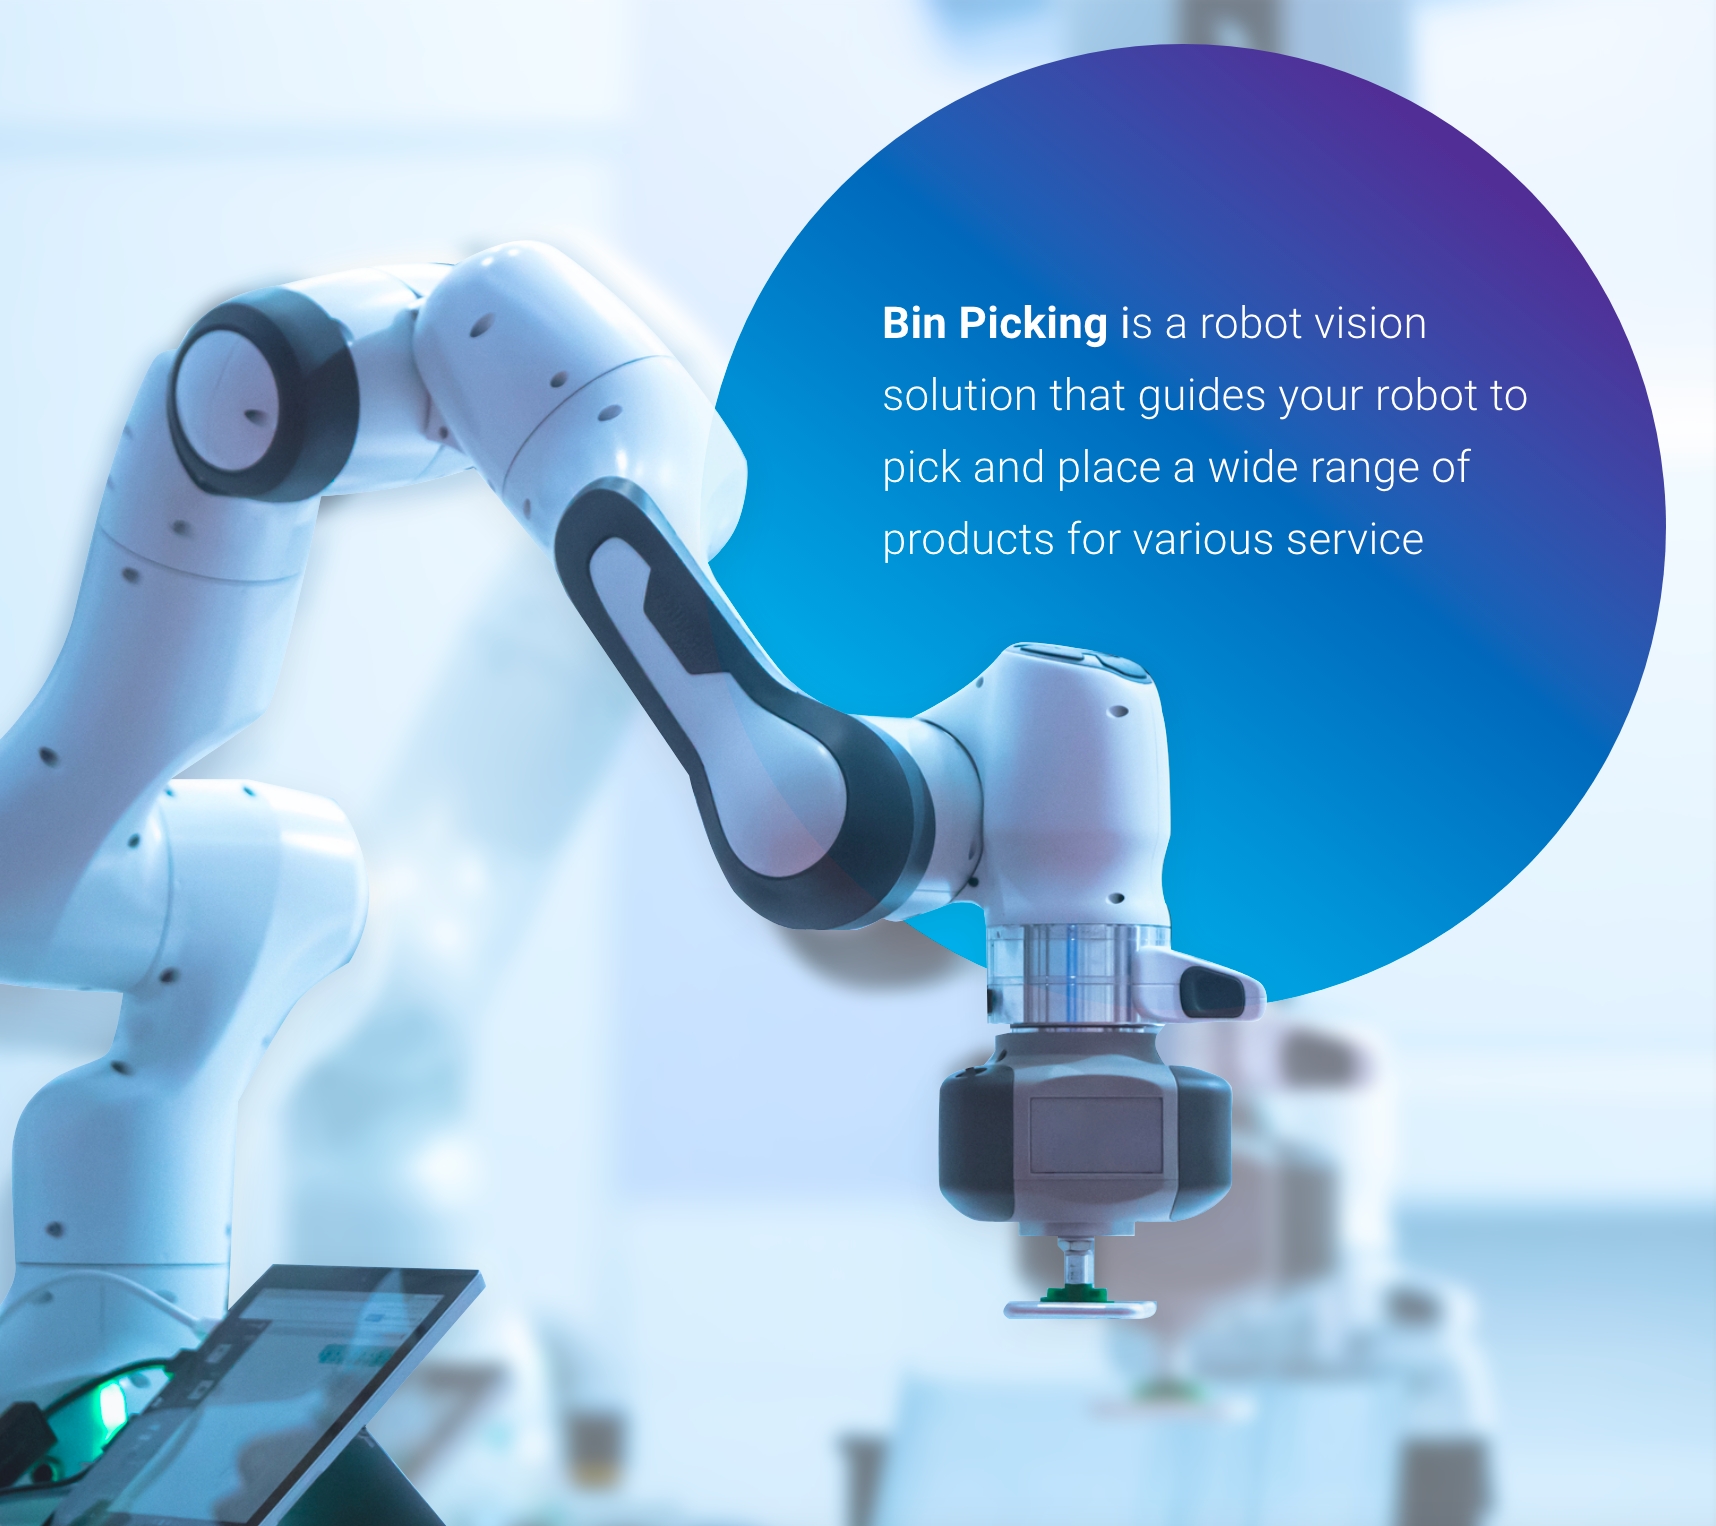 Bin Picking is a robot vision
solution that guides your robot to
pick and place a wide range of
products for various service